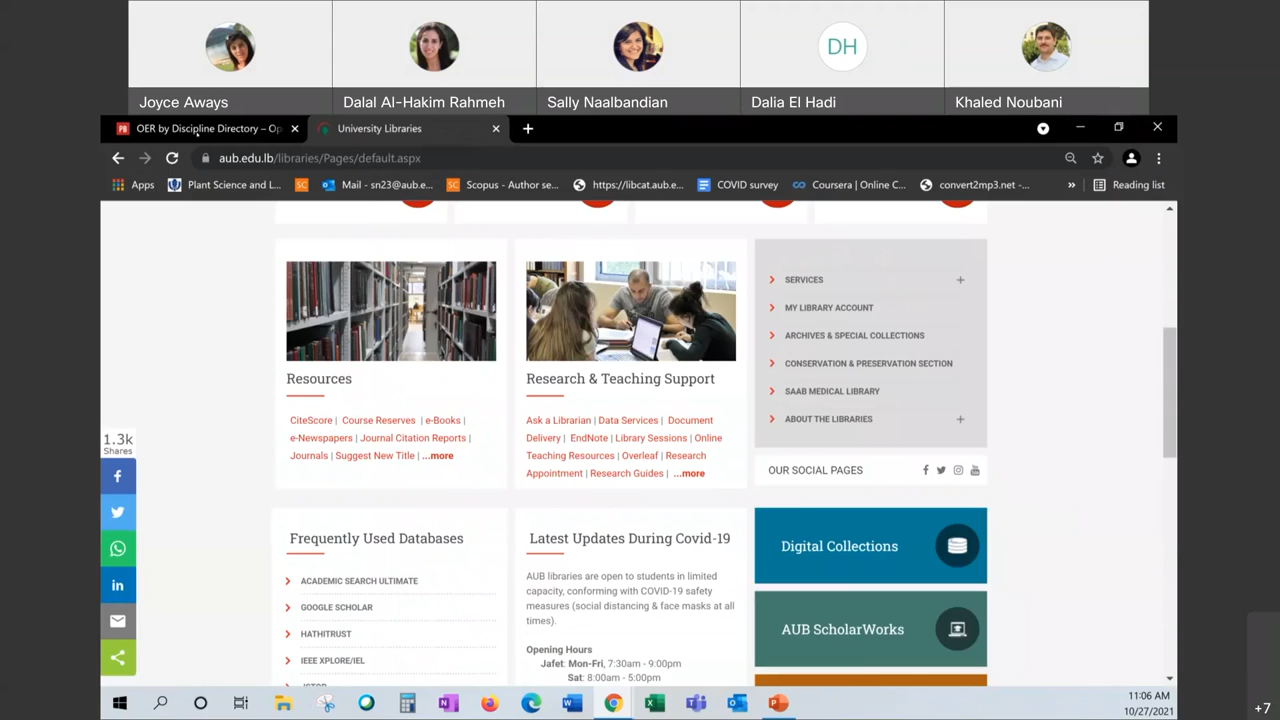 DH
Joyce Aways
Dalal Al-Hakim Rahmeh
Sally Naalbandian
Dalia El Hadi
Khaled Noubani
OER by Discipline Directory – Op
University Libraries
aub.edu.lb/libraries/Pages/default.aspx
Apps
Plant Science and L...
Mail - sn23@aub.e...
Scopus - Author se...
https://libcat.aub.e...
COVID survey
Coursera | Online C...
convert2mp3.net -...
Reading list
Resources
CiteScore | Course Reserves | e-Books |
e-Newspapers | Journal Citation Reports |
Journals | Suggest New Title | ...more
Research & Teaching Support
Ask a Librarian | Data Services | Document
Delivery | EndNote | Library Sessions | Online
Teaching Resources | Overleaf | Research
Appointment | Research Guides | ...more
SERVICES
MY LIBRARY ACCOUNT
ARCHIVES & SPECIAL COLLECTIONS
CONSERVATION & PRESERVATION SECTION
SAAB MEDICAL LIBRARY
ABOUT THE LIBRARIES
OUR SOCIAL PAGES
1.3k
Shares
Frequently Used Databases
ACADEMIC SEARCH ULTIMATE
GOOGLE SCHOLAR
HATHITRUST
IEEE XPLORE/IEL
Latest Updates During Covid-19
AUB libraries are open to students in limited
capacity, conforming with COVID-19 safety
measures (social distancing & face masks at all
times).
Opening Hours
Jafet: Mon-Fri, 7:30am - 9:00pm
Sat: 8:00am - 5:00pm
Digital Collections
AUB ScholarWorks
11:06 AM
10/27/2021
+7